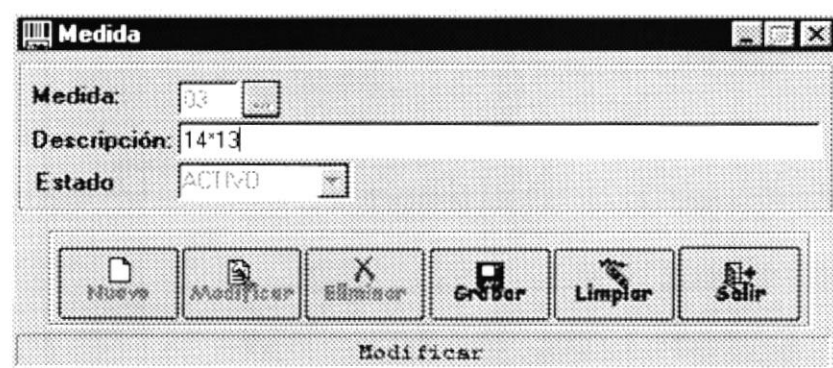 Medida
Medida: 03 ...
Descripción: 14*13
Estado ACTIVO
Nuevo Modificar Eliminar Grabar Limpiar Salir
Modificar